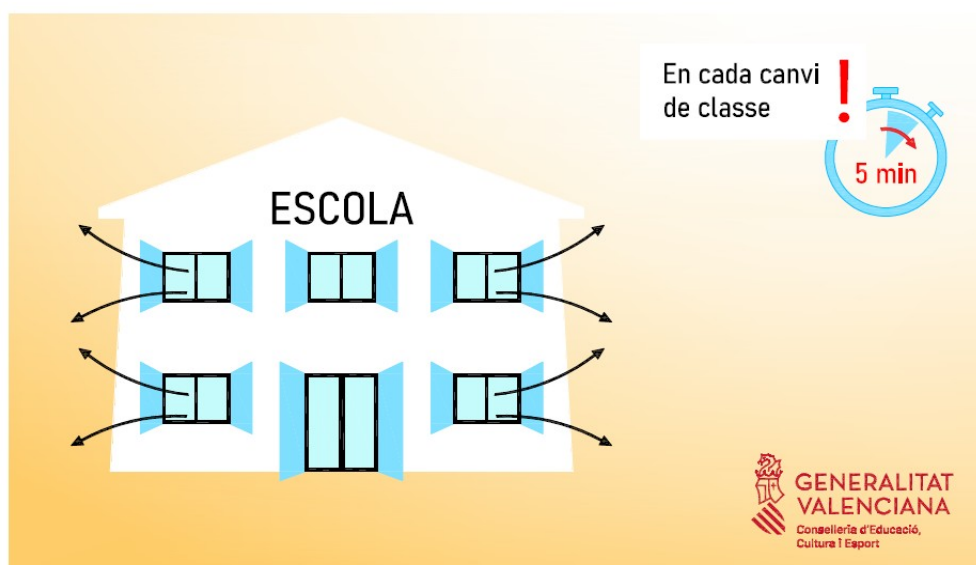 En cada canvi
de classe
!
5 min
ESCOLA
GENERALITAT
VALENCIANA
Conselleria d'Educació,
Cultura i Esport